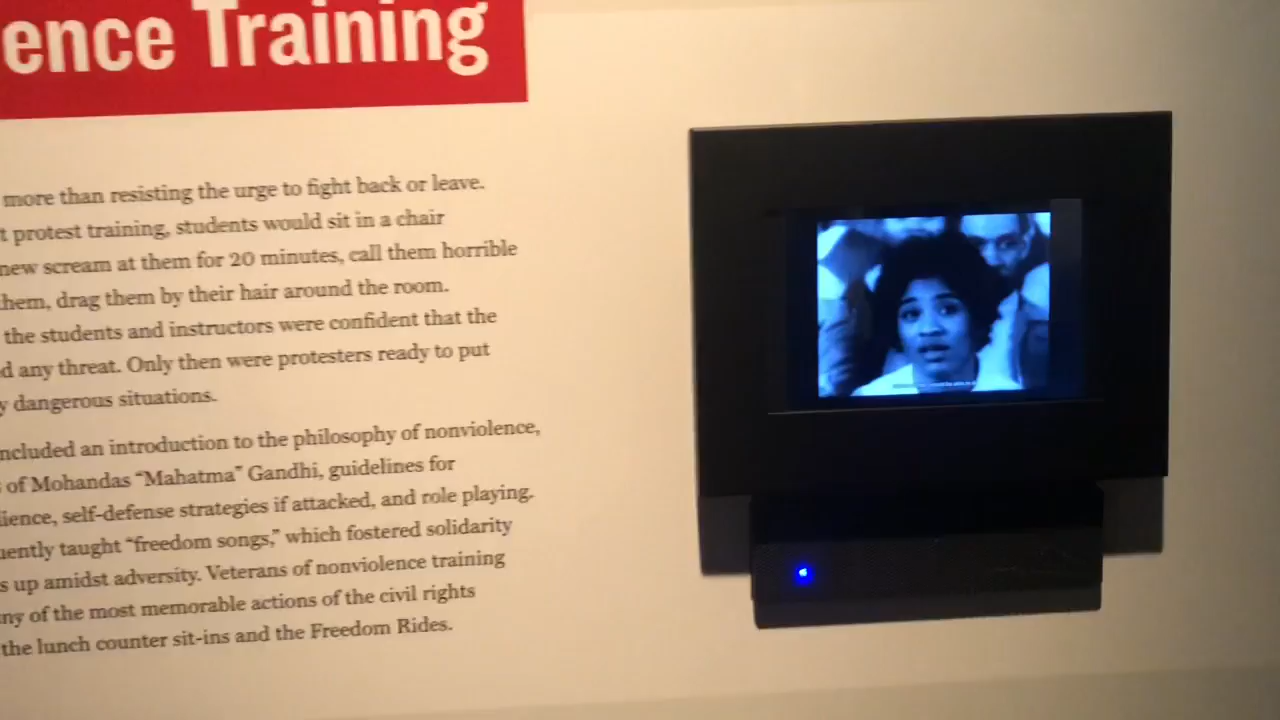 ence Training
more than resisting the urge to fight back or leave.
t protest training, students would sit in a chair
new scream at them for 20 minutes, call them horrible
hem, drag them by their hair around the room.
the students and instructors were confident that the
d any threat. Only then were protesters ready to put
y dangerous situations.
ncluded an introduction to the philosophy of nonviolence,
of Mohandas “Mahatma” Gandhi, guidelines for
ience, self-defense strategies if attacked, and role playing.
uently taught “freedom songs,” which fostered solidarity
s up amidst adversity. Veterans of nonviolence training
ny of the most memorable actions of the civil rights
the lunch counter sit-ins and the Freedom Rides.